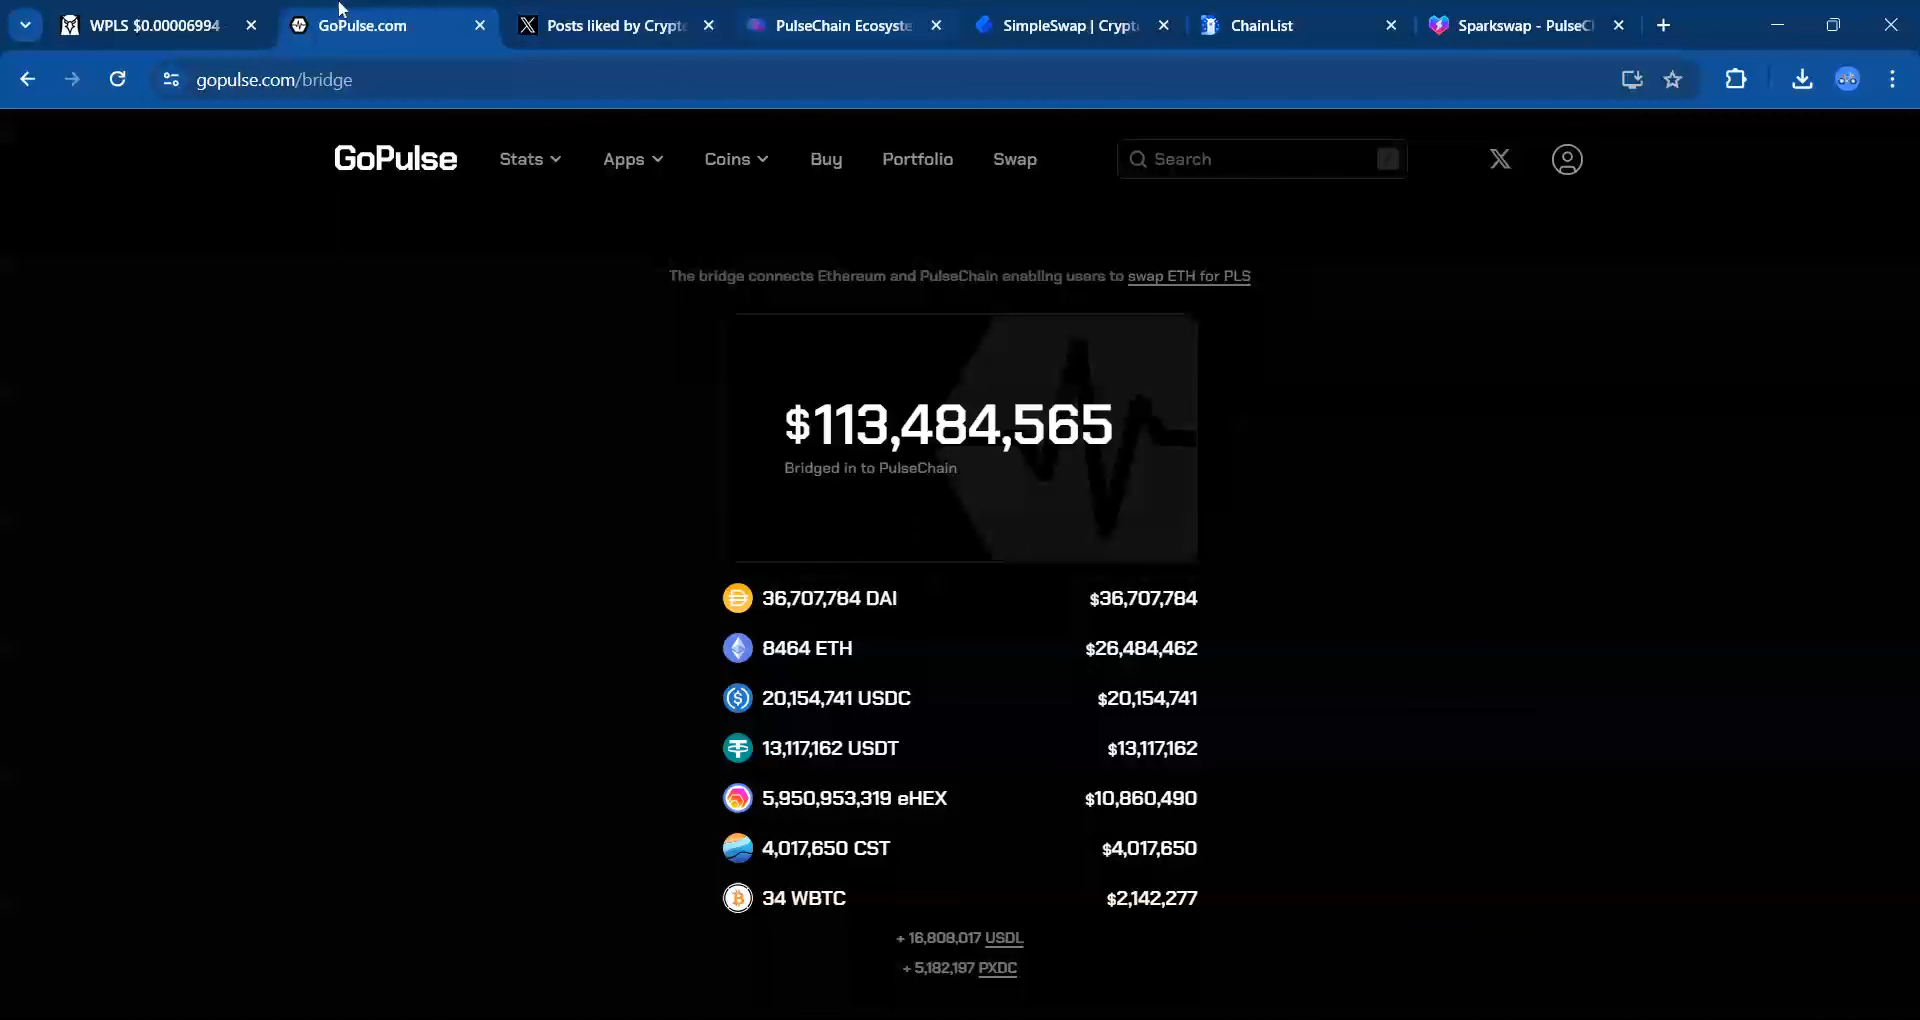 WPLS $0.00006994
GoPulse.com
Posts liked by Crypt
PulseChain Ecosyste
SimpleSwap | Crypt
ChainList
Sparkswap - PulseC
gopulse.com/bridge
GoPulse
Stats
Apps
Coins
Buy
Portfolio
Swap
Search
The bridge connects Ethereum and PulseChain enabling users to swap ETH for PLS
$113,484,565
Bridged in to PulseChain
36,707,784 DAI $36,707,784
8464 ETH $26,484,462
20,154,741 USDC $20,154,741
13,117,162 USDT $13,117,162
5,950,953,319 eHEX $10,860,490
4,017,650 CST $4,017,650
34 WBTC $2,142,277
+ 16,808,017 USDL
+ 5,182,197 PXDC